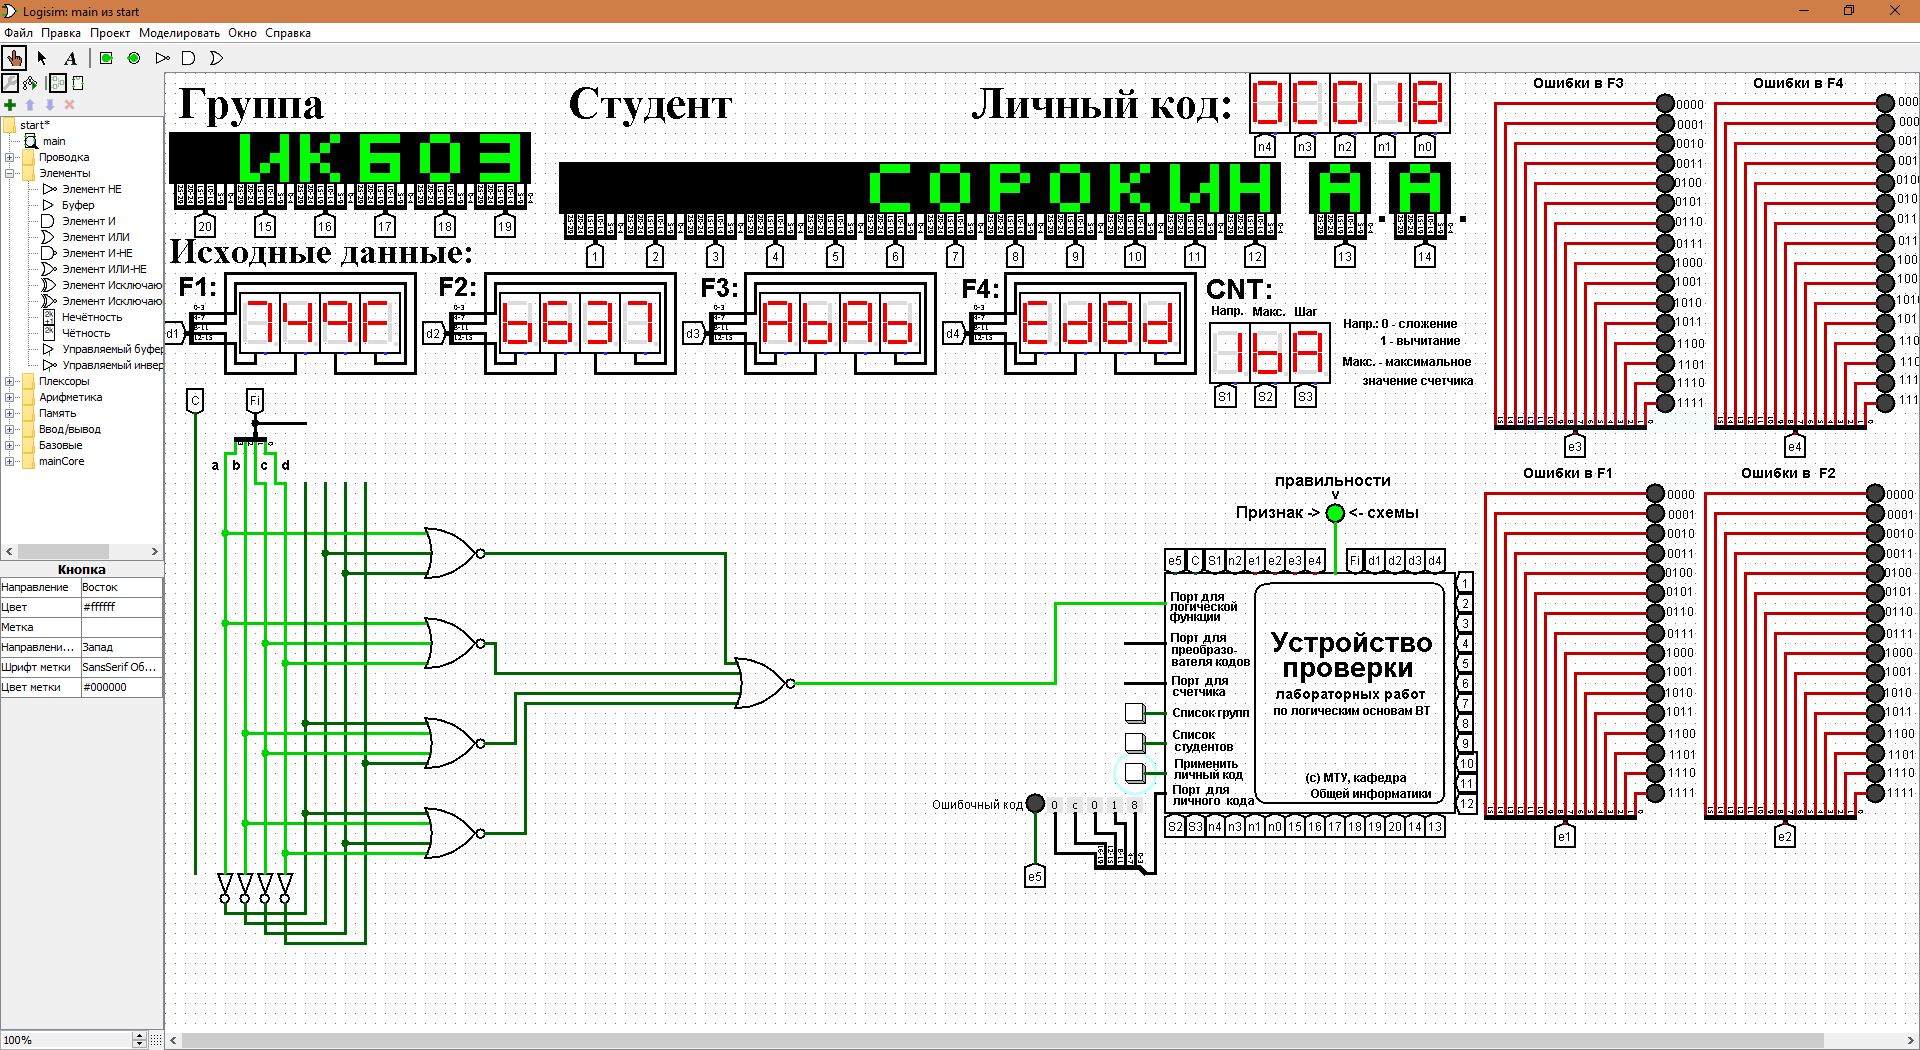 Logisim: main из start
Файл Правка Проект Моделировать Окно Справка
A
start*
main
Проводка
Элементы
Элемент НЕ
Буфер
Элемент И
Элемент ИЛИ
Элемент И-НЕ
Элемент ИЛИ-НЕ
Элемент Исключаю
Элемент Исключаю
Нечётность
Чётность
Управляемый буфер
Управляемый инвер
Плексоры
Арифметика
Память
Ввод/вывод
Базовые
mainCore
Кнопка
Направление Восток
Цвет #ffffff
Метка
Направлени... Запад
Шрифт метки SansSerif Об...
Цвет метки #000000
100%
Группа Студент Личный код: 0C018
n4 n3 n2 n1 n0
ИКБ03
СОРОКИН А. А.
20 15 16 17 18 19
1 2 3 4 5 6 7 8 9 10 11 12 13 14
Исходные данные:
F1: 749F F2: 6637 F3: AbAb F4: Ed8d CNT:
Напр. Макс. Шаг
1bA
d1 d2 d3 d4
S1 S2 S3
Напр.: 0 - сложение
1 - вычитание
Макс. - максимальное
значение счетчика
C Fi
a b c d
правильности
v
Признак -> <- схемы
e5 C S1 n2 e1 e2 e3 e4 Fi d1 d2 d3 d4
Порт для
логической
функции
Порт для
преобразо-
вателя кодов
Порт для
счетчика
Список групп
Список
студентов
Применить
личный код
Порт для
личного кода
Устройство
проверки
лабораторных работ
по логическим основам ВТ
(с) МТУ, кафедра
Общей информатики
1
2
3
4
5
6
7
8
9
10
11
12
S2 S3 n4 n3 n1 n0 15 16 17 18 19 20 14 13
Ошибочный код 0 c 0 1 8
e5
Ошибки в F3
0000
0001
0010
0011
0100
0101
0110
0111
1000
1001
1010
1011
1100
1101
1110
1111
e3
Ошибки в F4
000
000
001
001
010
010
011
011
100
100
101
101
110
110
111
111
e4
Ошибки в F1
0000
0001
0010
0011
0100
0101
0110
0111
1000
1001
1010
1011
1100
1101
1110
1111
e1
Ошибки в F2
0000
0001
0010
0011
0100
0101
0110
0111
1000
1001
1010
1011
1100
1101
1110
1111
e2